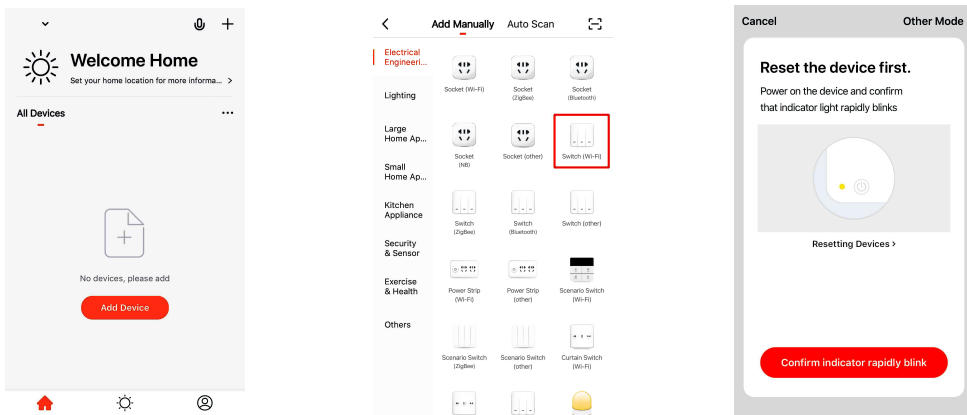 Welcome Home
Set your home location for more informa... >
All Devices
No devices, please add
Add Device
Add Manually
Auto Scan
Electrical
Engineeri...
Lighting
Large
Home Ap...
Small
Home Ap...
Kitchen
Appliance
Security
& Sensor
Exercise
& Health
Others
Socket (Wi-Fi)
Socket
(ZigBee)
Socket
(Bluetooth)
Socket
(NB)
Socket (other)
Switch (Wi-Fi)
Switch
(ZigBee)
Switch
(Bluetooth)
Switch (other)
Power Strip
(Wi-Fi)
Power Strip
(other)
Scenario Switch
(Wi-Fi)
Scenario Switch
(ZigBee)
Scenario Switch
(other)
Curtain Switch
(Wi-Fi)
Cancel
Other Mode
Reset the device first.
Power on the device and confirm
that indicator light rapidly blinks
Resetting Devices >
Confirm indicator rapidly blink